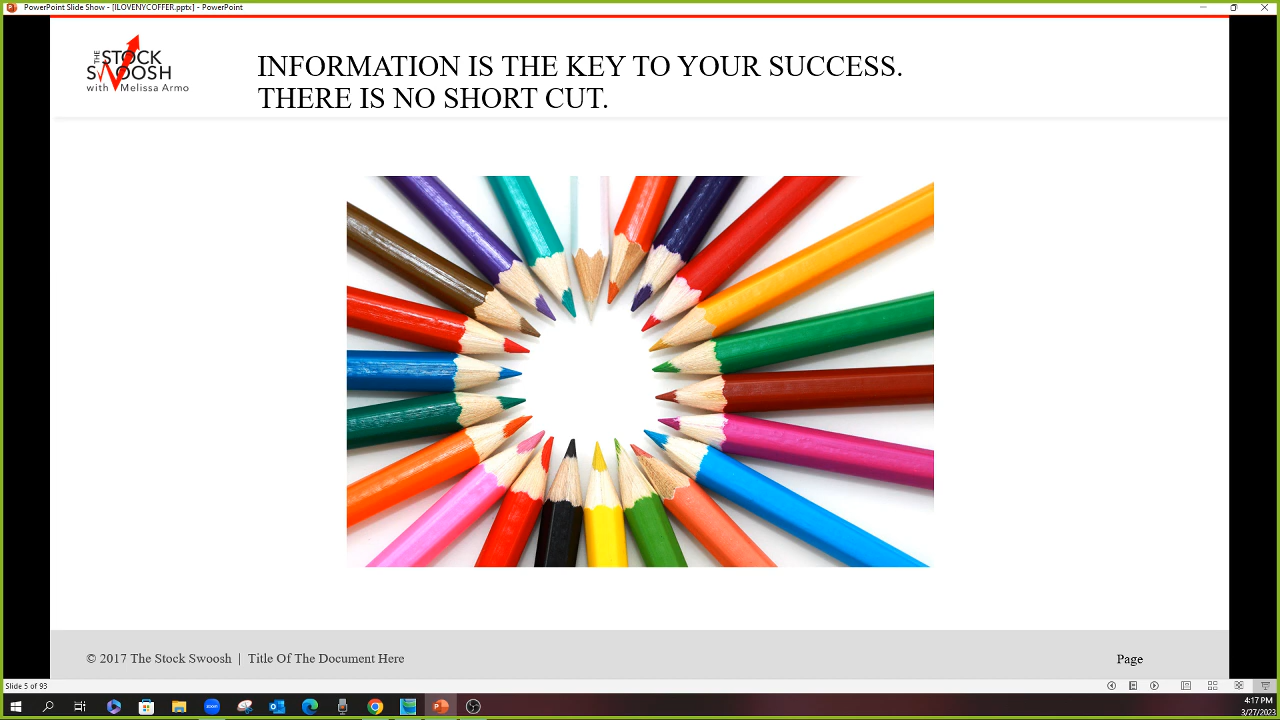 PowerPoint Slide Show - [ILOVENYCOFFER.pptx] - PowerPoint
THE
STOCK
SWOOSH
with Melissa Armo
INFORMATION IS THE KEY TO YOUR SUCCESS.
THERE IS NO SHORT CUT.
© 2017 The Stock Swoosh | Title Of The Document Here
Page
Slide 5 of 93
zoom
4:17 PM
3/27/2023